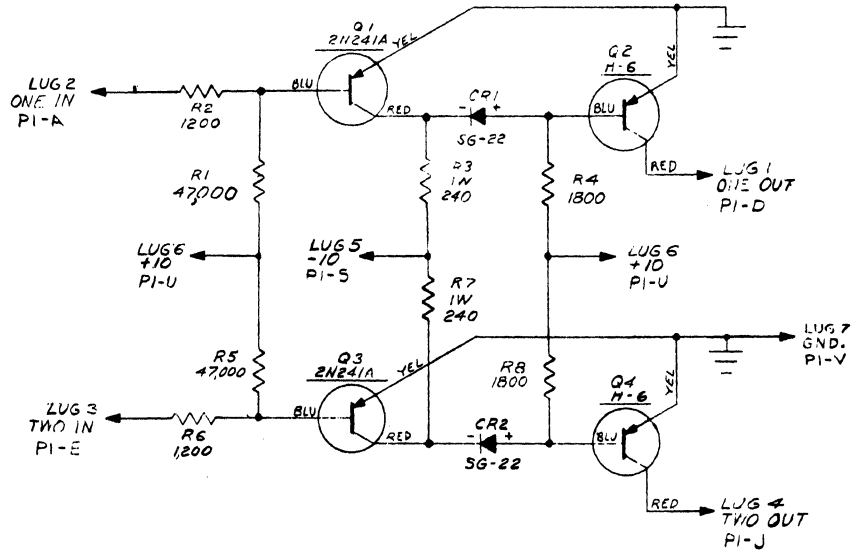 Q1
2N241A
YEL
Q2
H-6
YEL
LUG 2
ONE IN
P1-A
R2
1200
BLU
RED
- CR1 +
SG-22
BLU
RED
LUG 1
ONE OUT
P1-D
R1
47,000
R3
1W
240
R4
1800
LUG 6
+10
P1-U
LUG 5
-10
P1-S
LUG 6
+10
P1-U
R7
1W
240
LUG 7
GND.
P1-V
R5
47,000
Q3
2N241A
YEL
R8
1800
Q4
H-6
YEL
LUG 3
TWO IN
P1-E
R6
1,200
BLU
RED
- CR2 +
SG-22
BLU
RED
LUG 4
TWO OUT
P1-J